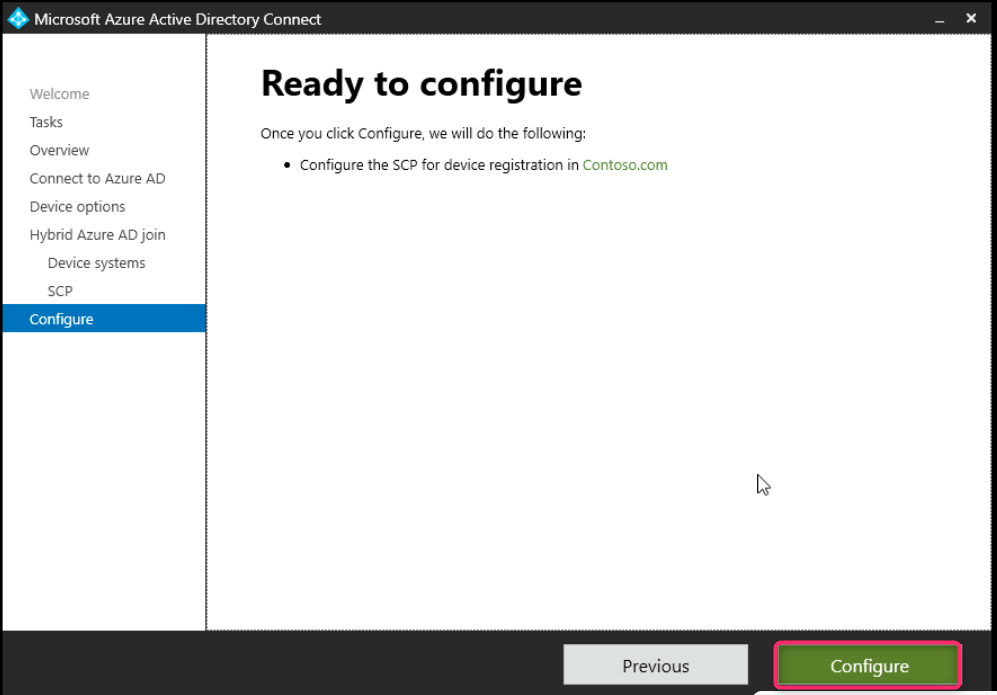 Microsoft Azure Active Directory Connect
Welcome
Tasks
Overview
Connect to Azure AD
Device options
Hybrid Azure AD join
Device systems
SCP
Configure
Ready to configure
Once you click Configure, we will do the following:
• Configure the SCP for device registration in Contoso.com
Previous
Configure